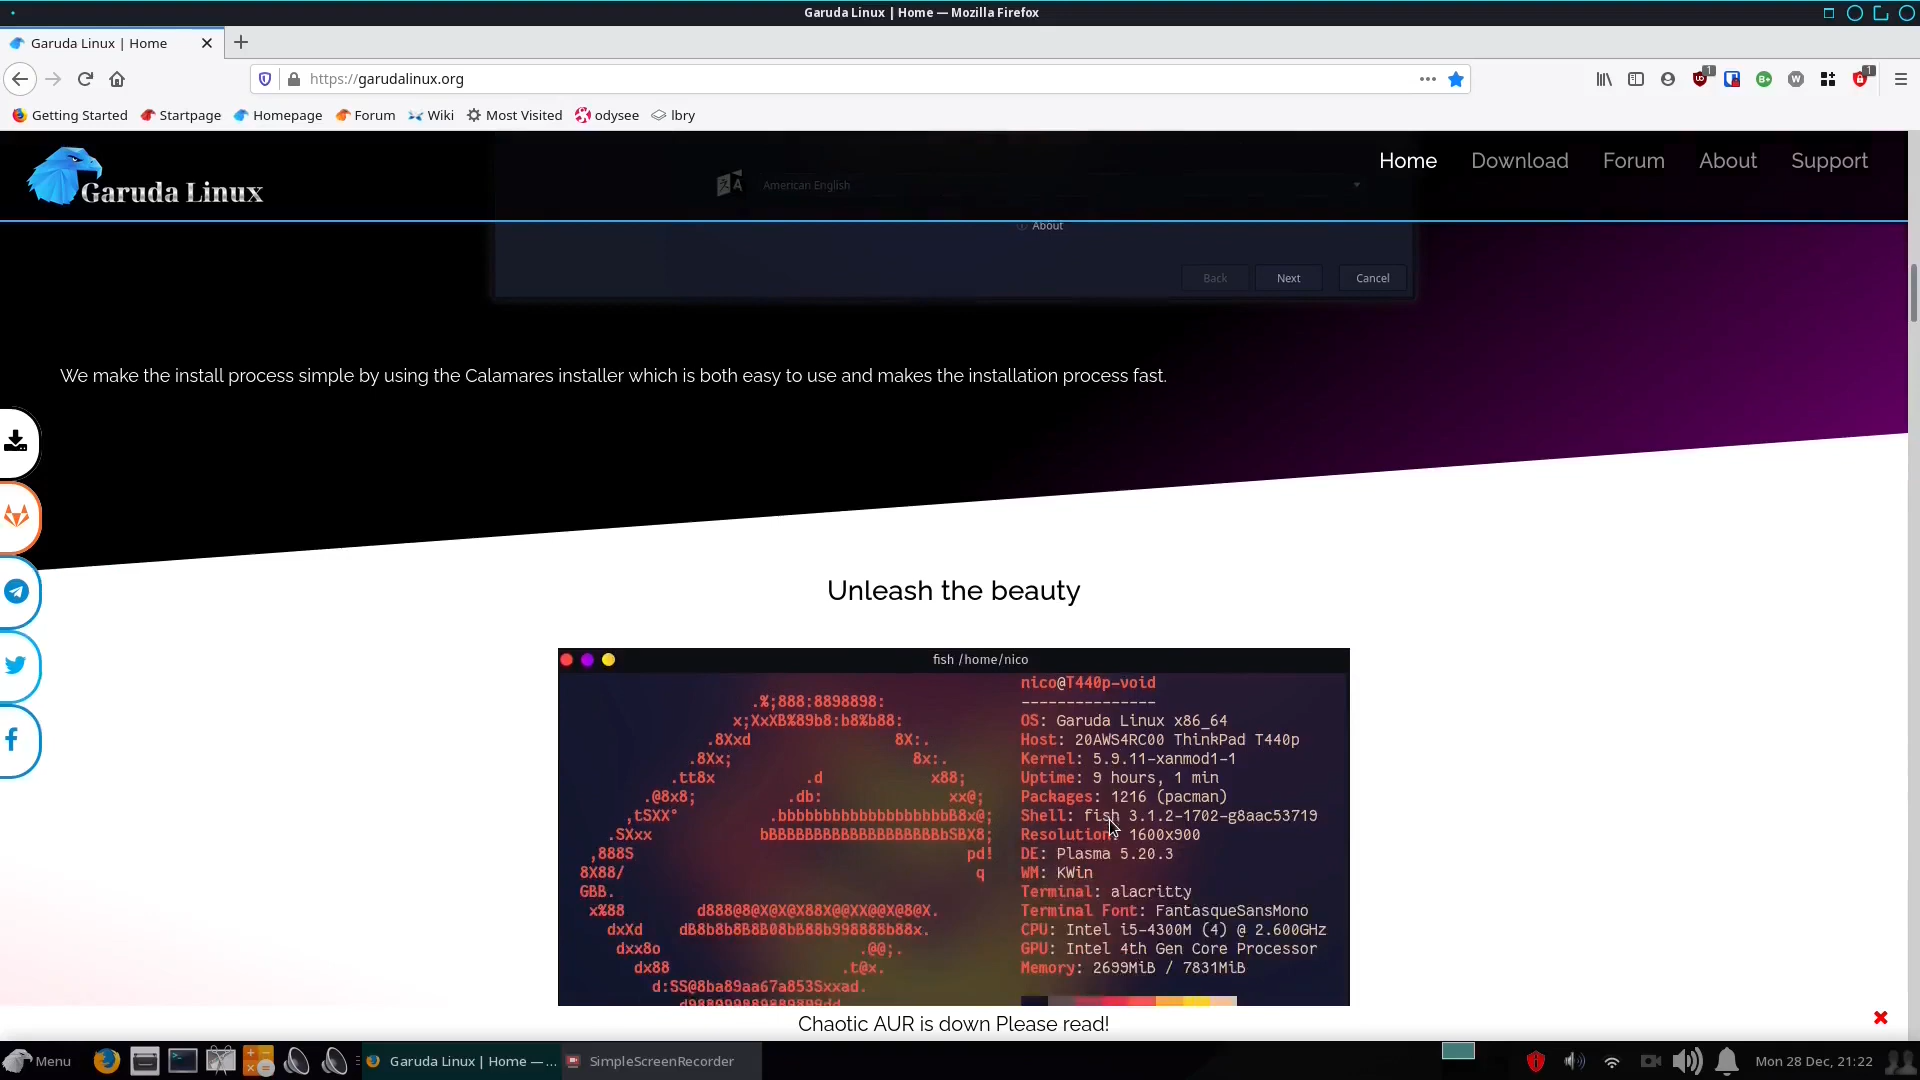 Garuda Linux | Home — Mozilla Firefox
Garuda Linux | Home
https://garudalinux.org
1
B+
W
1
Getting Started
Startpage
Homepage
Forum
Wiki
Most Visited
odysee
lbry
Garuda Linux
Home
Download
Forum
About
Support
American English
About
Back
Next
Cancel
We make the install process simple by using the Calamares installer which is both easy to use and makes the installation process fast.
Unleash the beauty
fish /home/nico
nico@T440p-void
---------------
OS: Garuda Linux x86_64
Host: 20AWS4RC00 ThinkPad T440p
Kernel: 5.9.11-xanmod1-1
Uptime: 9 hours, 1 min
Packages: 1216 (pacman)
Shell: fish 3.1.2-1702-g8aac53719
Resolution: 1600x900
DE: Plasma 5.20.3
WM: KWin
Terminal: alacritty
Terminal Font: FantasqueSansMono
CPU: Intel i5-4300M (4) @ 2.600GHz
GPU: Intel 4th Gen Core Processor
Memory: 2699MiB / 7831MiB
Chaotic AUR is down Please read!
Menu
Garuda Linux | Home —...
SimpleScreenRecorder
Mon 28 Dec, 21:22